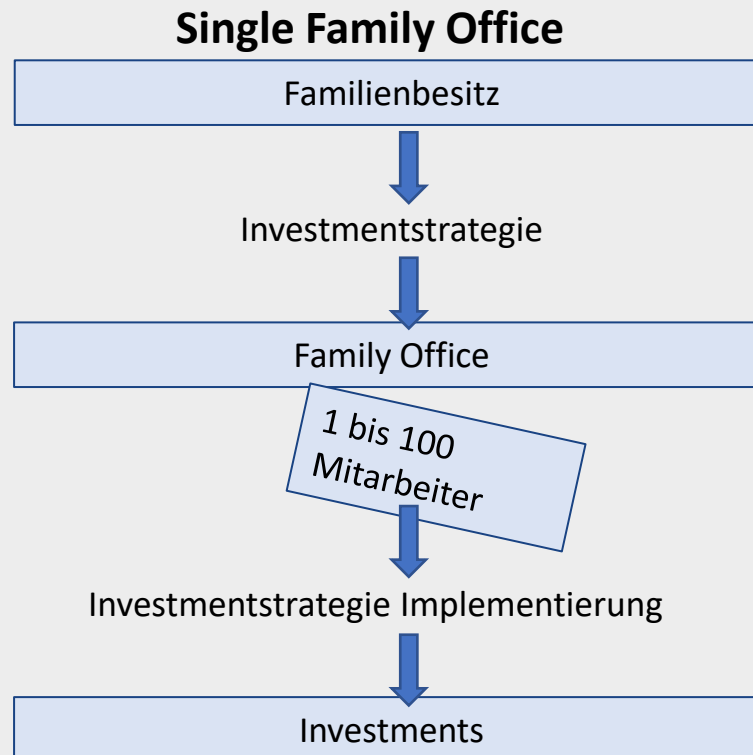 Single Family Office
Familienbesitz
Investmentstrategie
Family Office
1 bis 100
Mitarbeiter
Investmentstrategie Implementierung
Investments